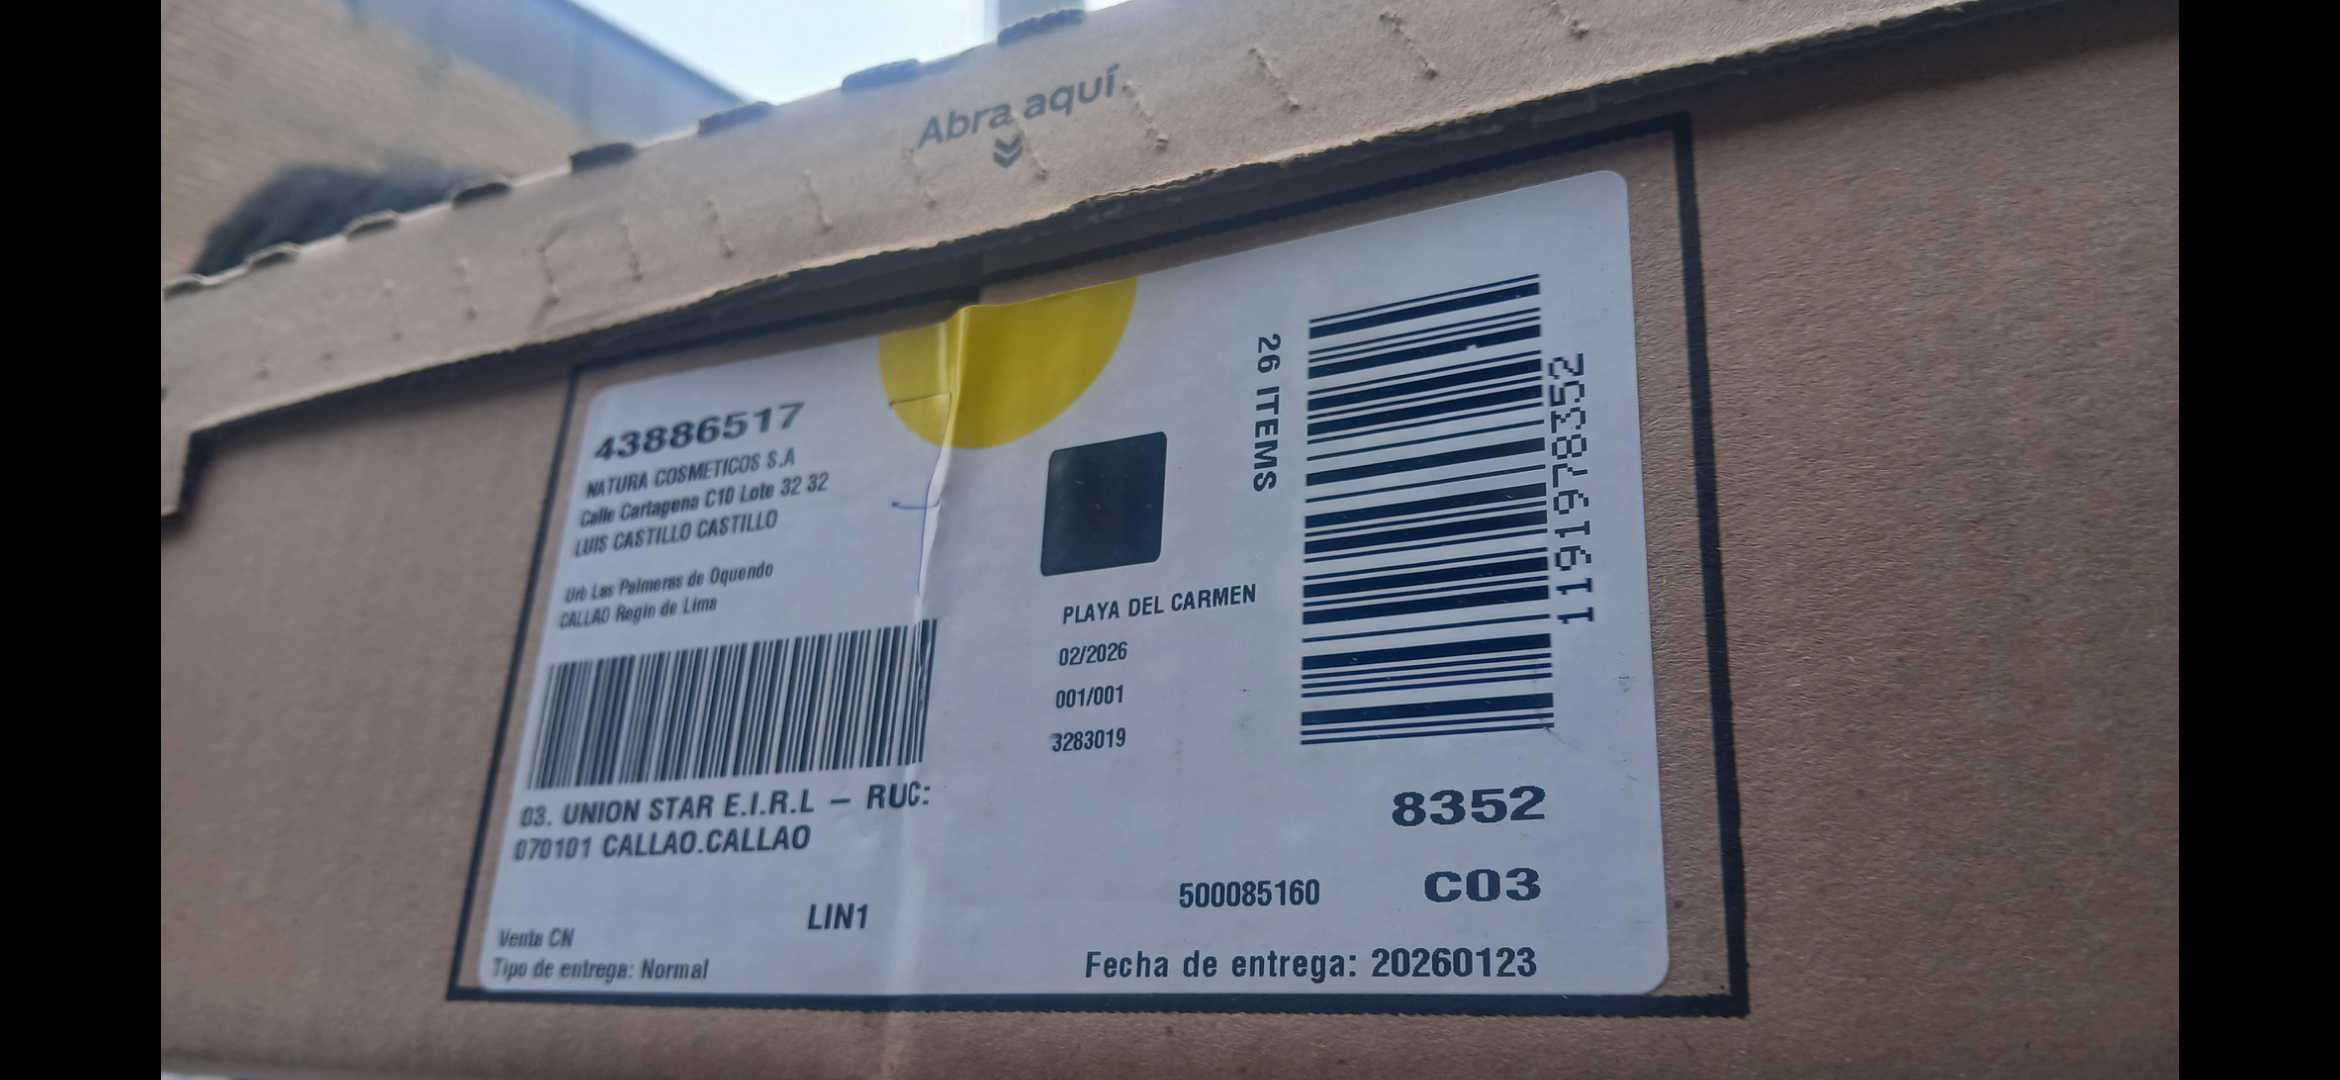 Abra aquí
43886517
NATURA COSMETICOS S.A
Calle Cartagena C10 Lote 32 32
LUIS CASTILLO CASTILLO
Urb Las Palmeras de Oquendo
CALLAO Regin de Lima
03. UNION STAR E.I.R.L – RUC:
070101 CALLAO.CALLAO
LIN1
Venta CN
Tipo de entrega: Normal
PLAYA DEL CARMEN
02/2026
001/001
3283019
26 ITEMS
1191978352
8352
C03
500085160
Fecha de entrega: 20260123